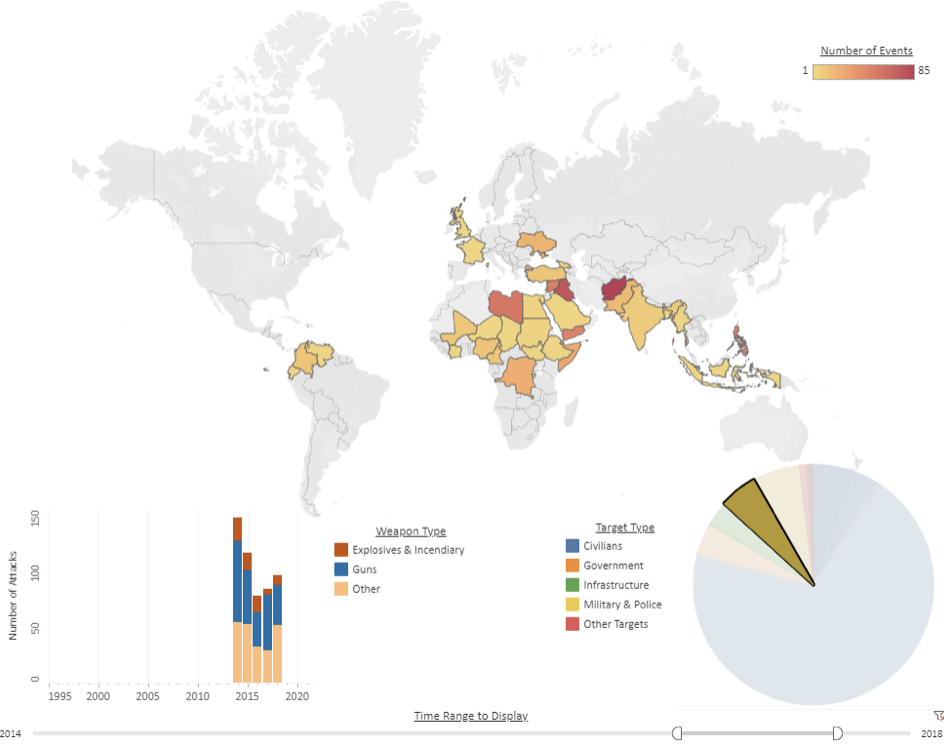 Number of Events
1 85
150
100
50
0
Number of Attacks
1995 2000 2005 2010 2015 2020
Weapon Type
Explosives & Incendiary
Guns
Other
Target Type
Civilians
Government
Infrastructure
Military & Police
Other Targets
Time Range to Display
2014 2018